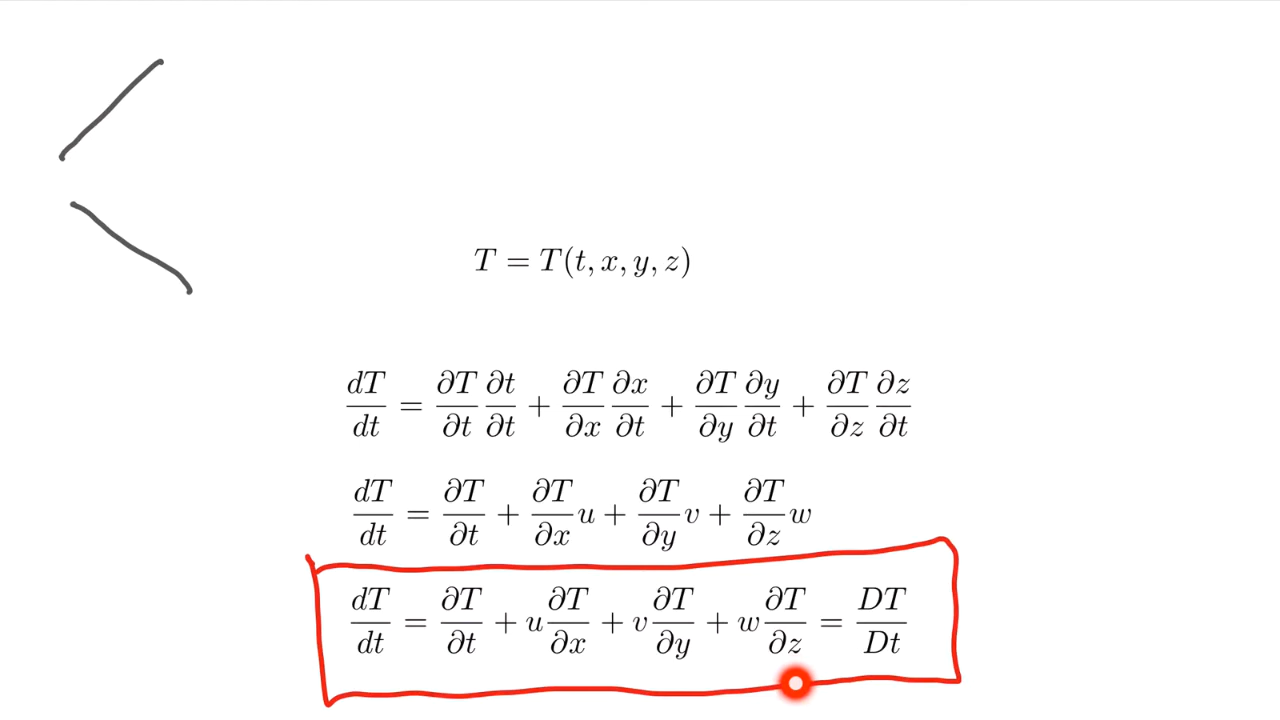 T = T(t, x, y, z)
dT/dt = ∂T/∂t ∂t/∂t + ∂T/∂x ∂x/∂t + ∂T/∂y ∂y/∂t + ∂T/∂z ∂z/∂t
dT/dt = ∂T/∂t + ∂T/∂x u + ∂T/∂y v + ∂T/∂z w
dT/dt = ∂T/∂t + u ∂T/∂x + v ∂T/∂y + w ∂T/∂z = DT/Dt